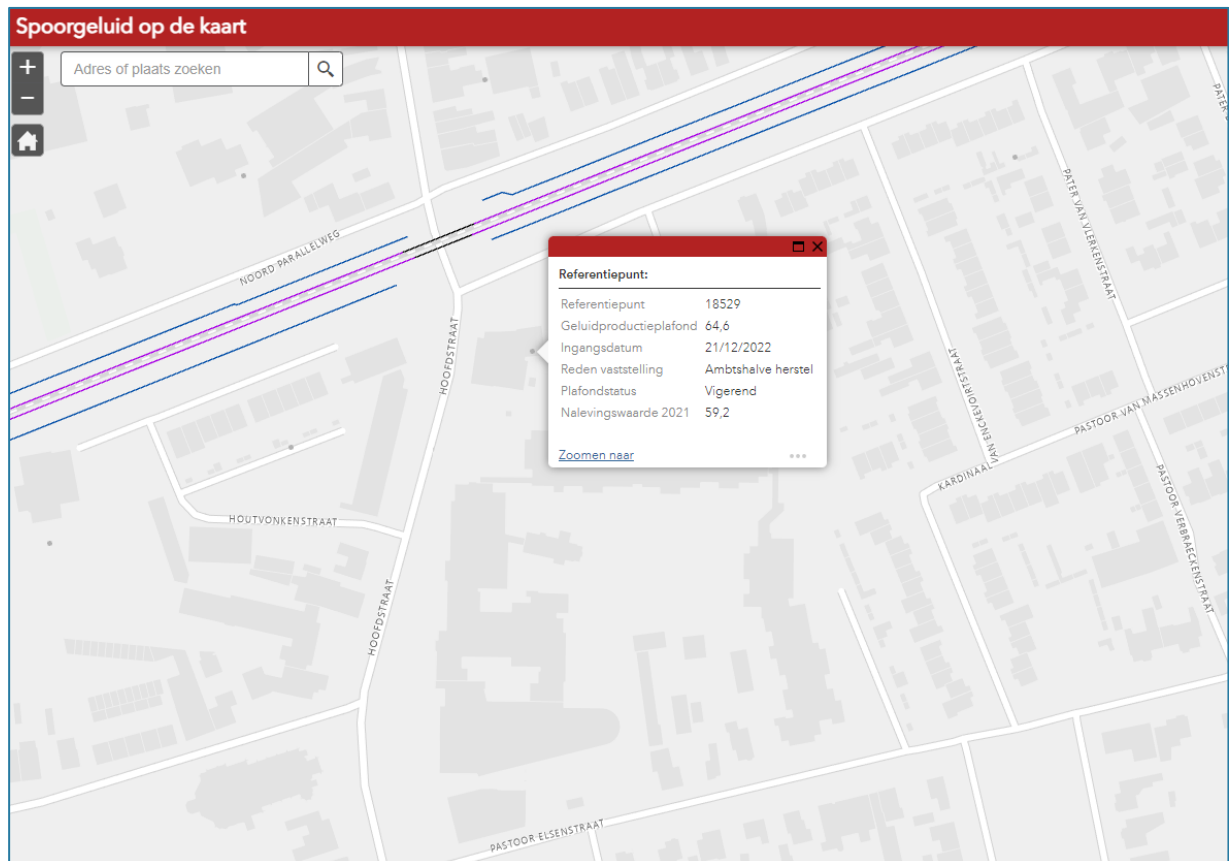 Spoorgeluid op de kaart
+
Adres of plaats zoeken
−
NOORD PARALLELWEG
HOOFDSTRAAT
PATER VAN VLERKENSTRAAT
Referentiepunt:
Referentiepunt 18529
Geluidproductieplafond 64,6
Ingangsdatum 21/12/2022
Reden vaststelling Ambtshalve herstel
Plafondstatus Vigerend
Nalevingswaarde 2021 59,2
Zoomen naar
KARDINAAL VAN ENCKEVORTSTRAAT
PASTOOR VAN MASSENHOVENSTR
PASTOOR VERBRAECKENSTRAAT
HOUTVONKENSTRAAT
HOOFDSTRAAT
PASTOOR ELSENSTRAAT